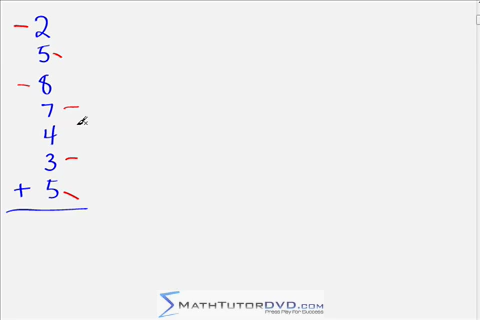 - 2
5 -
- 8
7 -
4
3 -
+ 5 -
MATHTUTORDVD.COM
Press Play For Success